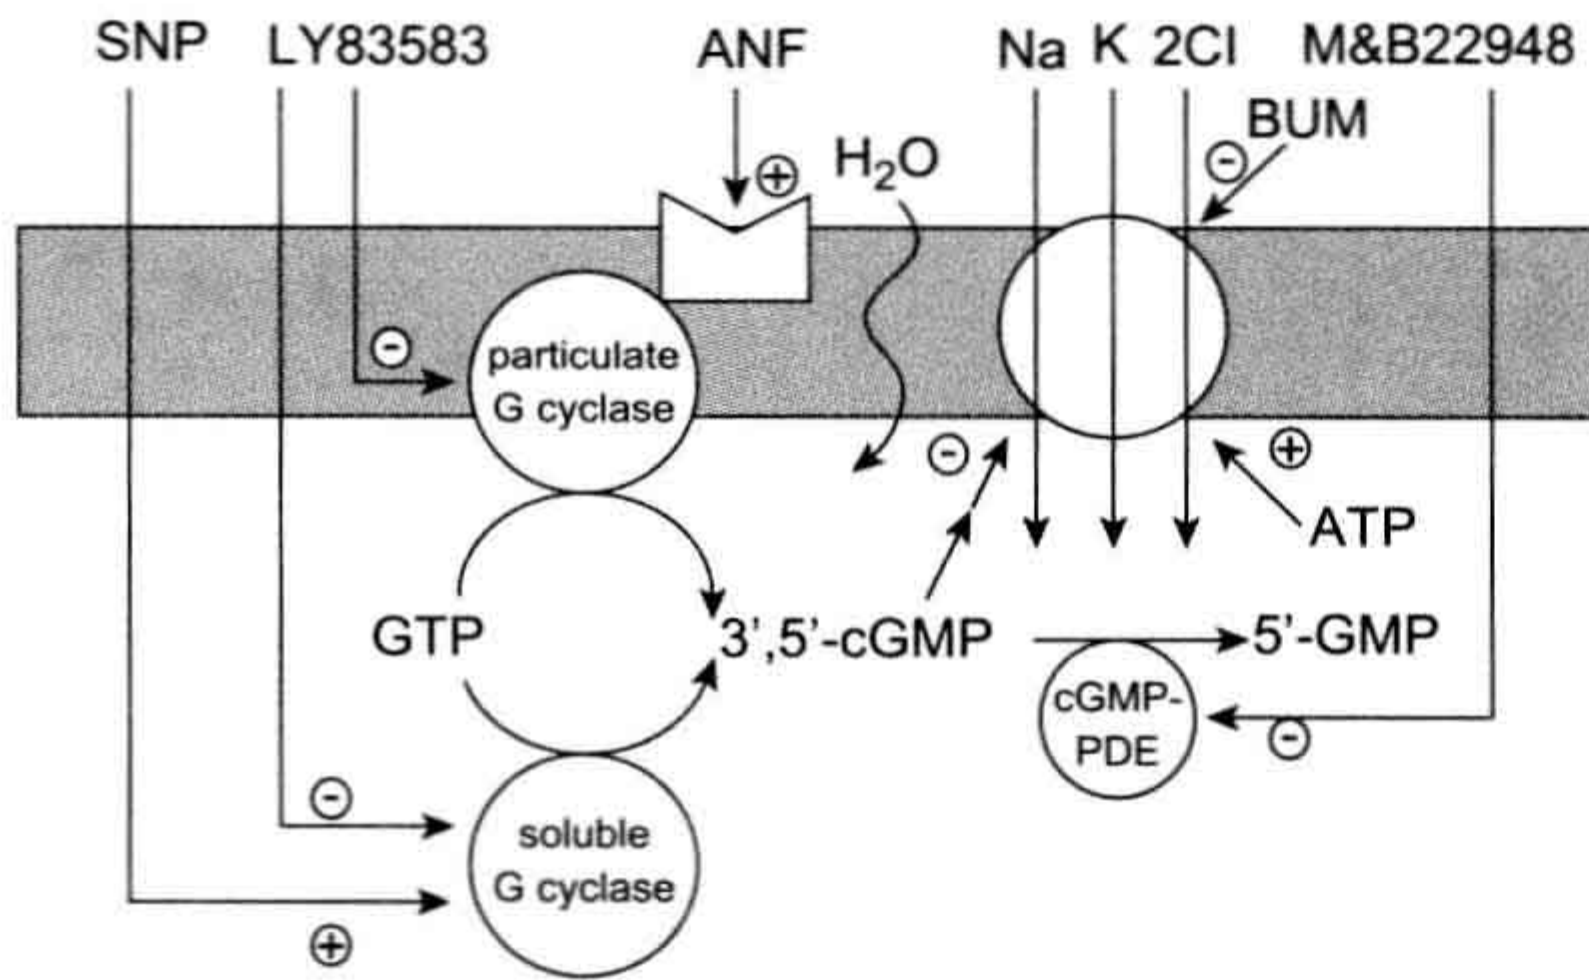 SNP LY83583 ANF Na K 2Cl M&B22948
BUM
⊖
⊕
H₂O
⊖
particulate
G cyclase
⊖
⊕
ATP
GTP
3',5'-cGMP
5'-GMP
cGMP-
PDE
⊖
⊖
soluble
G cyclase
⊕